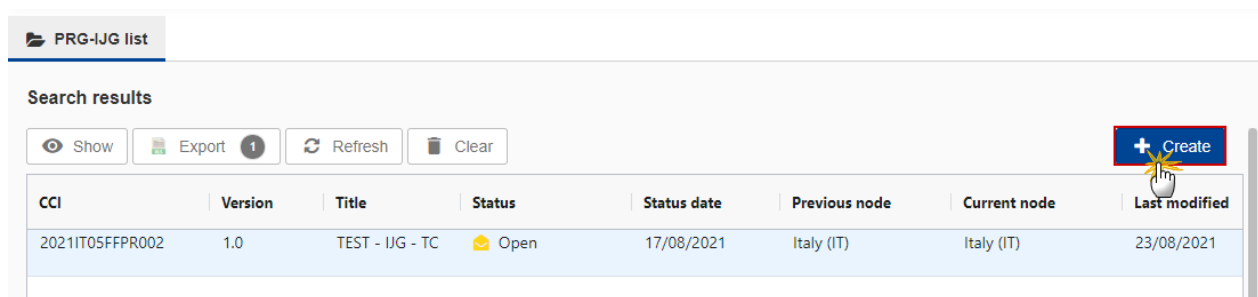 PRG-IJG list
Search results
Show Export 1 Refresh Clear Create
CCI Version Title Status Status date Previous node Current node Last modified
2021IT05FFPR002 1.0 TEST - IJG - TC Open 17/08/2021 Italy (IT) Italy (IT) 23/08/2021